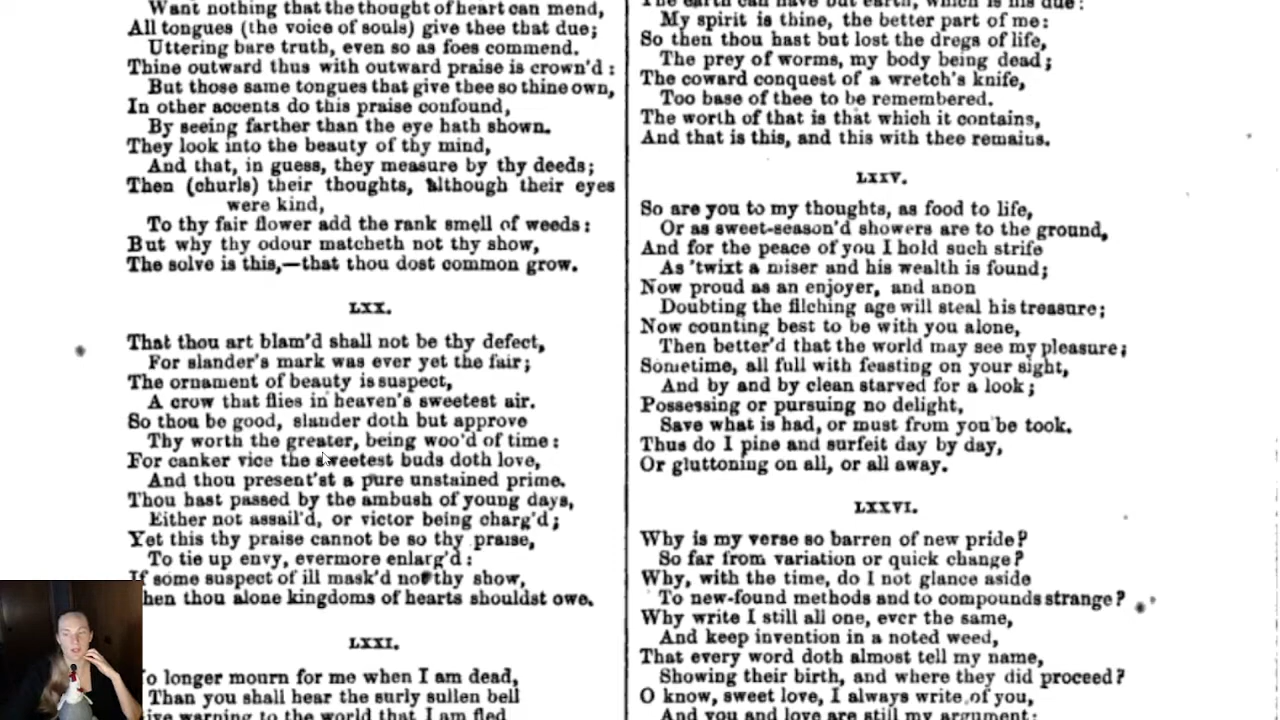 Want nothing that the thought of heart can mend,
All tongues (the voice of souls) give thee that due;
Uttering bare truth, even so as foes commend.
Thine outward thus with outward praise is crown'd:
But those same tongues that give thee so thine own,
In other accents do this praise confound,
By seeing farther than the eye hath shown.
They look into the beauty of thy mind,
And that, in guess, they measure by thy deeds;
Then (churls) their thoughts, although their eyes
were kind,
To thy fair flower add the rank smell of weeds:
But why thy odour matcheth not thy show,
The solve is this,—that thou dost common grow.
LXX.
That thou art blam'd shall not be thy defect,
For slander's mark was ever yet the fair;
The ornament of beauty is suspect,
A crow that flies in heaven's sweetest air.
So thou be good, slander doth but approve
Thy worth the greater, being woo'd of time:
For canker vice the sweetest buds doth love,
And thou present'st a pure unstained prime.
Thou hast passed by the ambush of young days,
Either not assail'd, or victor being charg'd;
Yet this thy praise cannot be so thy praise,
To tie up envy, evermore enlarg'd:
If some suspect of ill mask'd not thy show,
hen thou alone kingdoms of hearts shouldst owe.
LXXI.
o longer mourn for me when I am dead,
Than you shall hear the surly sullen bell
ive warning to the world that I am fled
The earth can have but earth, which is his due:
My spirit is thine, the better part of me:
So then thou hast but lost the dregs of life,
The prey of worms, my body being dead;
The coward conquest of a wretch's knife,
Too base of thee to be remembered.
The worth of that is that which it contains,
And that is this, and this with thee remains.
LXXV.
So are you to my thoughts, as food to life,
Or as sweet-season'd showers are to the ground,
And for the peace of you I hold such strife
As 'twixt a miser and his wealth is found;
Now proud as an enjoyer, and anon
Doubting the filching age will steal his treasure;
Now counting best to be with you alone,
Then better'd that the world may see my pleasure;
Sometime, all full with feasting on your sight,
And by and by clean starved for a look;
Possessing or pursuing no delight,
Save what is had, or must from you be took.
Thus do I pine and surfeit day by day,
Or gluttoning on all, or all away.
LXXVI.
Why is my verse so barren of new pride?
So far from variation or quick change?
Why, with the time, do I not glance aside
To new-found methods and to compounds strange?
Why write I still all one, ever the same,
And keep invention in a noted weed,
That every word doth almost tell my name,
Showing their birth, and where they did proceed?
O know, sweet love, I always write of you,
And you and love are still my argument;